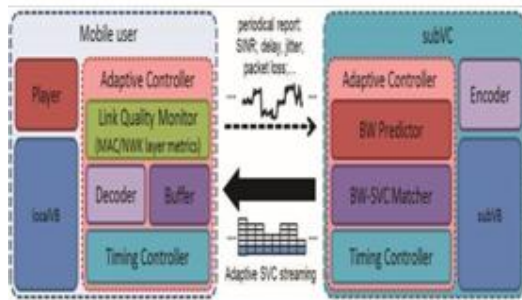 Mobile user
Player
localVB
Adaptive Controller
Link Quality Monitor
(MAC/NWK layer metrics)
Decoder
Buffer
Timing Controller
periodical report:
SINR; delay, jitter,
packet loss;...
Adaptive SVC streaming
subVC
Adaptive Controller
BW Predictor
BW-SVC Matcher
Timing Controller
Encoder
subVB